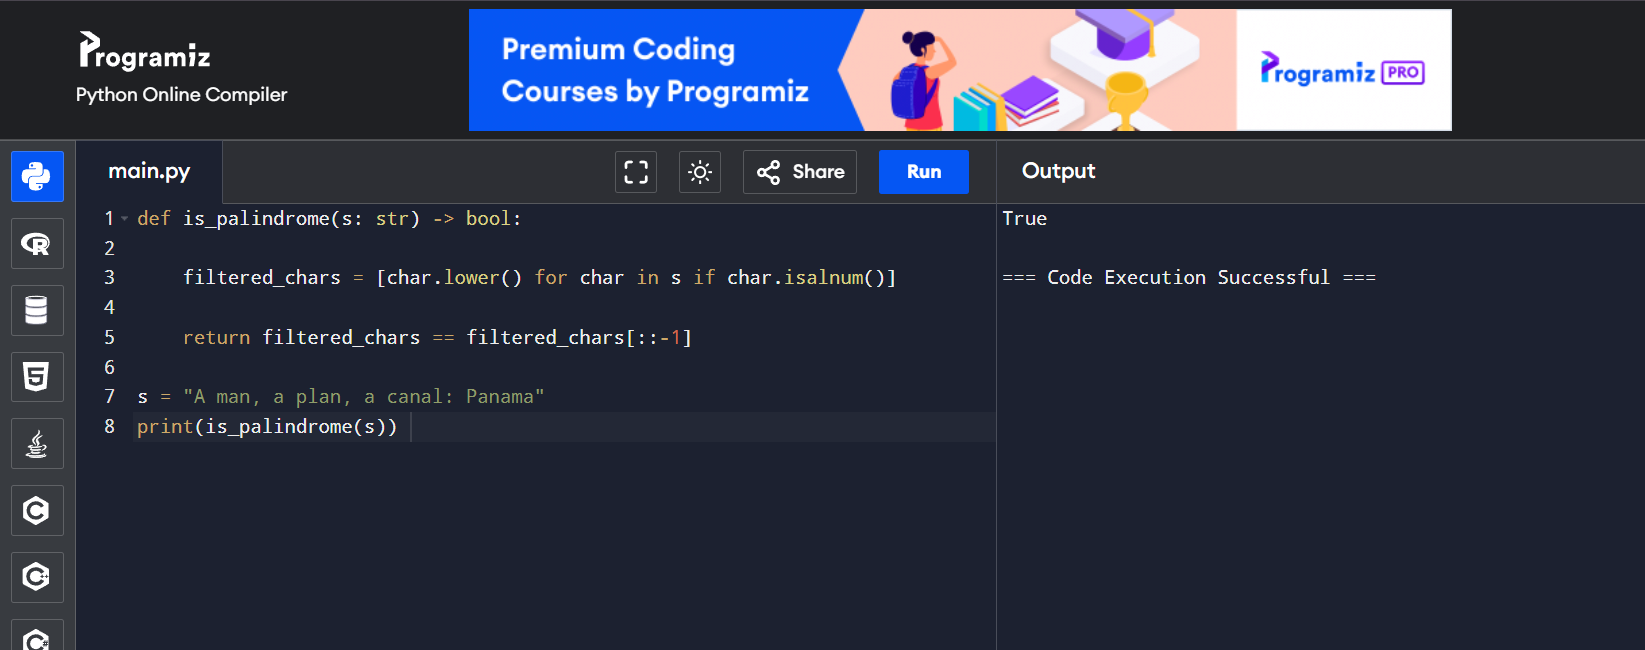 Programiz
Python Online Compiler
Premium Coding
Courses by Programiz
Programiz PRO
main.py
Share
Run
Output
1 def is_palindrome(s: str) -> bool:
2
3     filtered_chars = [char.lower() for char in s if char.isalnum()]
4
5     return filtered_chars == filtered_chars[::-1]
6
7 s = "A man, a plan, a canal: Panama"
8 print(is_palindrome(s))
True
=== Code Execution Successful ===